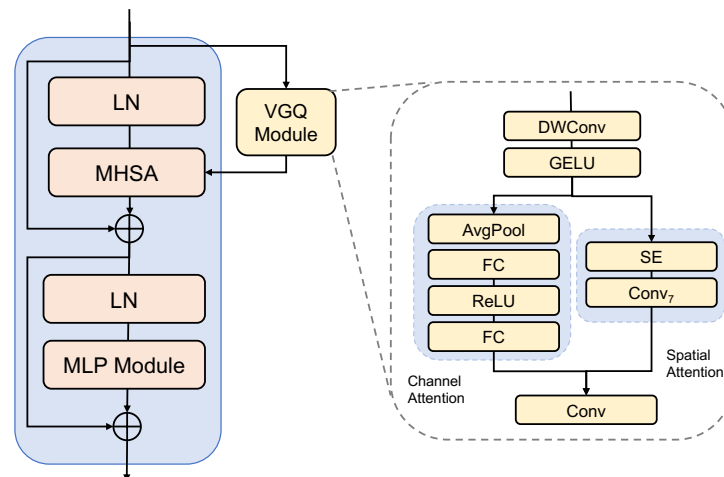 LN
MHSA
LN
MLP Module
VGQ
Module
DWConv
GELU
AvgPool
FC
ReLU
FC
Channel
Attention
SE
Conv₇
Spatial
Attention
Conv